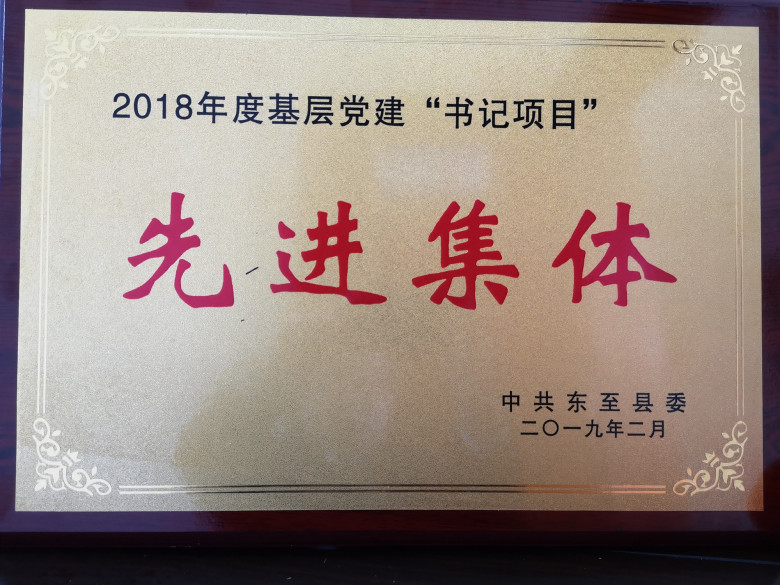 2018年度基层党建“书记项目”
先进集体
中共东至县委
二〇一九年二月